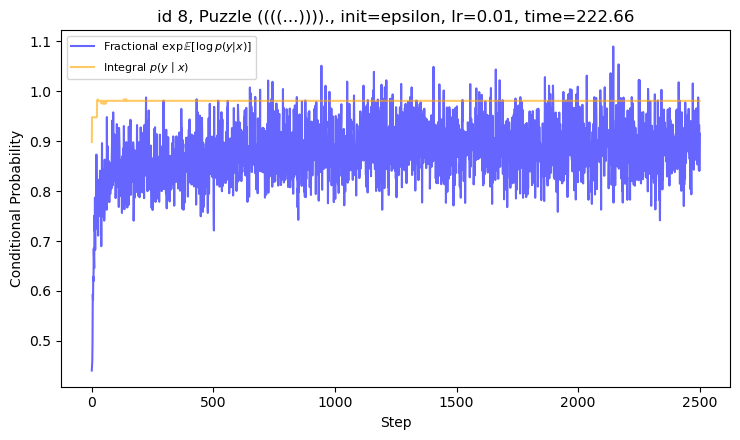 id 8, Puzzle ((((...))))., init=epsilon, lr=0.01, time=222.66
Fractional exp𝔼[log p(y|x)]
Integral p(y | x)
Conditional Probability
1.1
1.0
0.9
0.8
0.7
0.6
0.5
0
500
1000
1500
2000
2500
Step